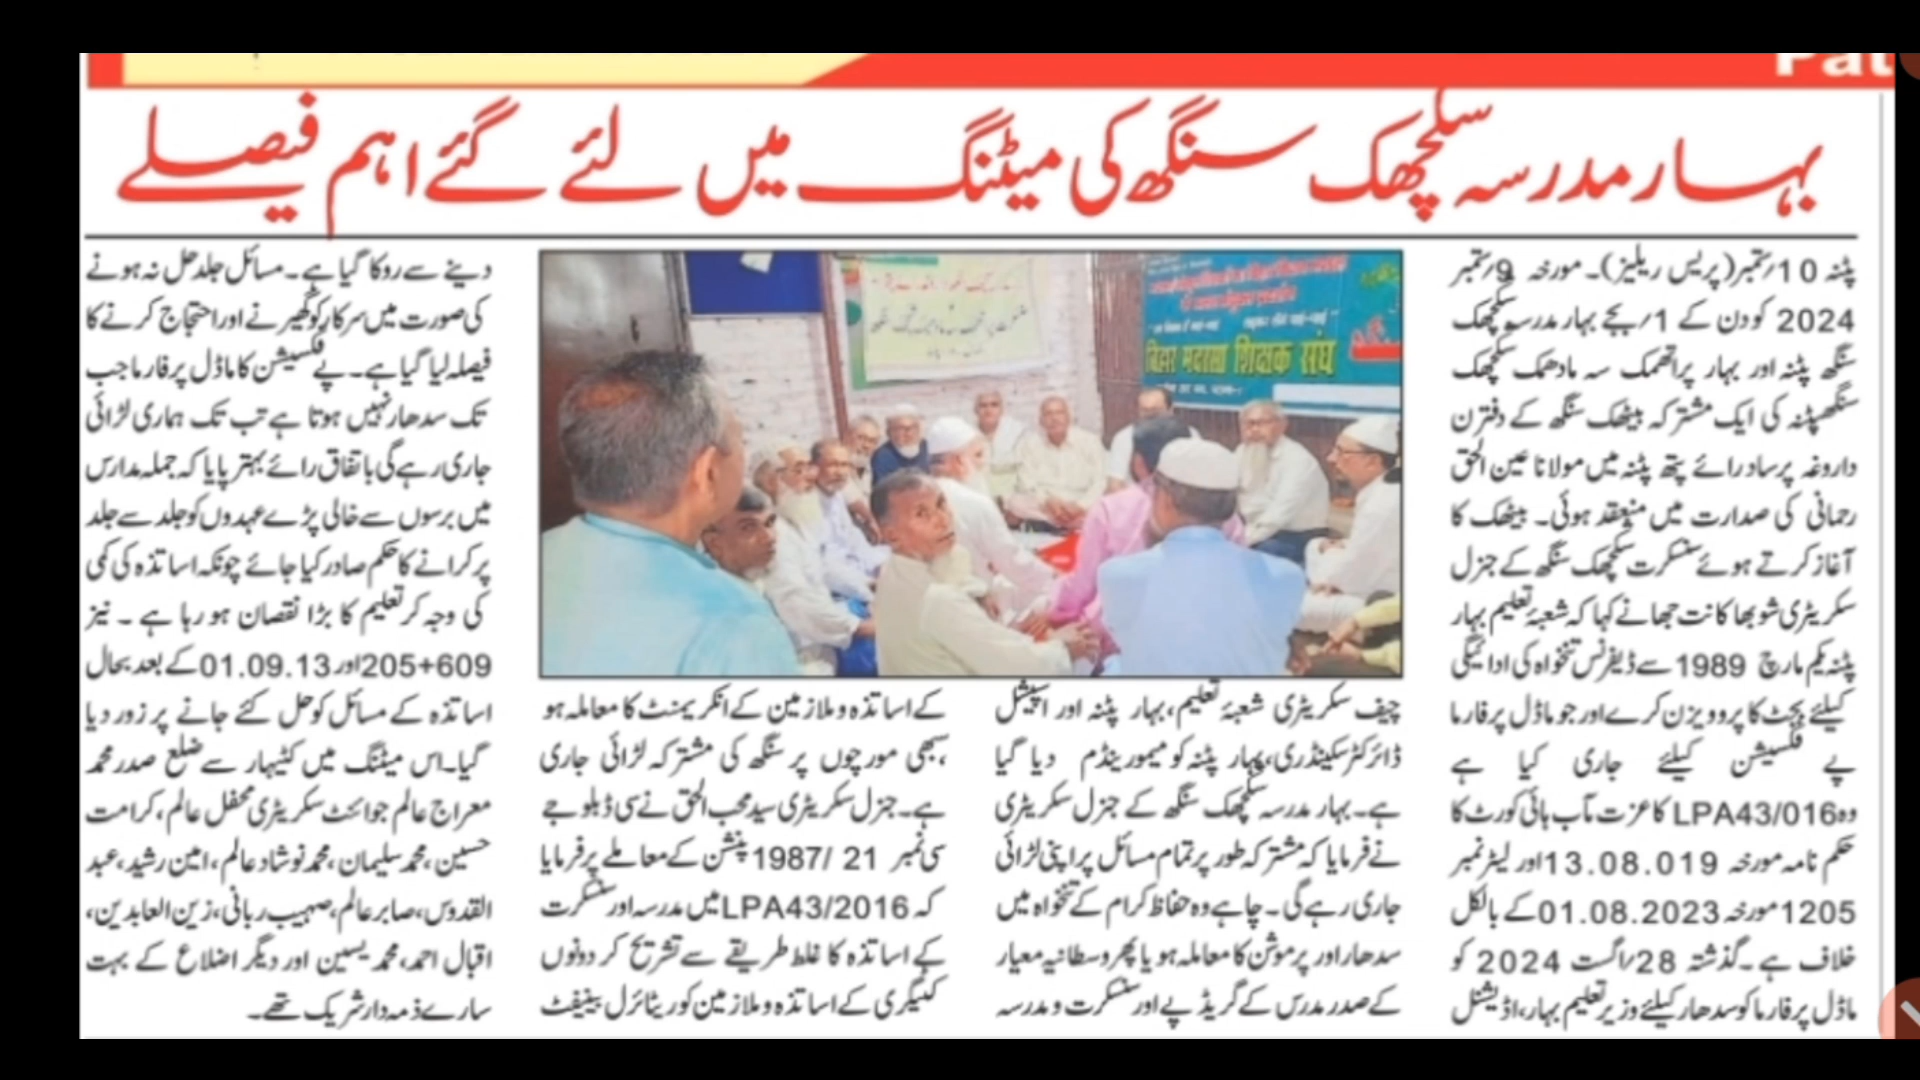 Pat
بہار مدرسہ سکچھک سنگھ کی میٹنگ میں لئے گئے اہم فیصلے
پٹنہ 10؍ستمبر(پریس ریلیز)۔ مورخہ 9؍ستمبر
2024 کو دن کے 1؍بجے بہار مدرسہ سکچھک
سنگھ پٹنہ اور بہار پراتھمک سہ مادھمک سکچھک
سنگھ پٹنہ کی ایک مشترکہ بیٹھک سنگھ کے دفتر ن
داروغہ پرساد رائے پتھ پٹنہ میں مولانا عین الحق
رحمانی کی صدارت میں منعقد ہوئی۔ بیٹھک کا
آغاز کرتے ہوئے سنسکرت سکچھک سنگھ کے جنرل
سکریٹری شوبھا کانت جھا نے کہا کہ شعبۂ تعلیم بہار
پٹنہ یکم مارچ 1989 سے ڈیفرنس تنخواہ کی ادائیگی
کیلئے بجٹ کا پروویزن کرے اور جو ماڈل پرفارما
پے فکسیشن کیلئے جاری کیا ہے
وہ LPA43/016 کا عزت مآب ہائی کورٹ کا
حکم نامہ مورخہ 13.08.019 اور لیٹر نمبر
1205 مورخہ 01.08.2023 کے بالکل
خلاف ہے۔ گذشتہ 28؍اگست 2024 کو
ماڈل پرفارما کو سدھار کیلئے وزیر تعلیم بہار، اڈیشنل
چیف سکریٹری شعبۂ تعلیم، بہار پٹنہ اور اسپیشل
ڈائرکٹر سکینڈری، بہار پٹنہ کو میمورینڈم دیا گیا
ہے۔ بہار مدرسہ سکچھک سنگھ کے جنرل سکریٹری
نے فرمایا کہ مشترکہ طور پر تمام مسائل پر اپنی لڑائی
جاری رہے گی۔ چاہے وہ حفاظ کرام کے تنخواہ میں
سدھار اور پرموشن کا معاملہ ہو یا پھر وسطانیہ معیار
کے صدر مدرس کے گریڈ پے اور سنسکرت و مدرسہ
کے اساتذہ و ملازمین کے انکریمنٹ کا معاملہ ہو
،سبھی مورچوں پر سنگھ کی مشترکہ لڑائی جاری
ہے۔ جنرل سکریٹری سید محب الحق نے سی ڈبلو جے
سی نمبر 21 /1987 پنشن کے معاملے پر فرمایا
کہ LPA43/2016 میں مدرسہ اور سنسکرت
کے اساتذہ کا غلط طریقے سے تشریح کر دونوں
کٹیگری کے اساتذہ و ملازمین کو ریٹائرل بینیفٹ
دینے سے روکا گیا ہے۔ مسائل جلد حل نہ ہونے
کی صورت میں سرکار کو گھیرنے اور احتجاج کرنے کا
فیصلہ لیا گیا ہے۔ پے فکسیشن کا ماڈل پرفارما جب
تک سدھار نہیں ہوتا ہے تب تک ہماری لڑائی
جاری رہے گی باتفاق رائے بہتر پایا کہ جملہ مدارس
میں برسوں سے خالی پڑے عہدوں کو جلد سے جلد
پر کرانے کا حکم صادر کیا جائے چونکہ اساتذہ کی کمی
کی وجہ کر تعلیم کا بڑا نقصان ہو رہا ہے ۔ نیز
205+609 اور 01.09.13 کے بعد بحال
اساتذہ کے مسائل کو حل کئے جانے پر زور دیا
گیا۔ اس میٹنگ میں کٹیہار سے ضلع صدر محمد
معراج عالم جوائنٹ سکریٹری محفل عالم، کرامت
حسین، محمد سلیمان، محمد نوشاد عالم، امین رشید، عبد
القدوس، صابر عالم، صہیب ربانی، زین العابدین،
اقبال احمد، محمد یسین اور دیگر اضلاع کے بہت
سارے ذمہ دار شریک تھے۔
बिहार मदरसा शिक्षक संघ